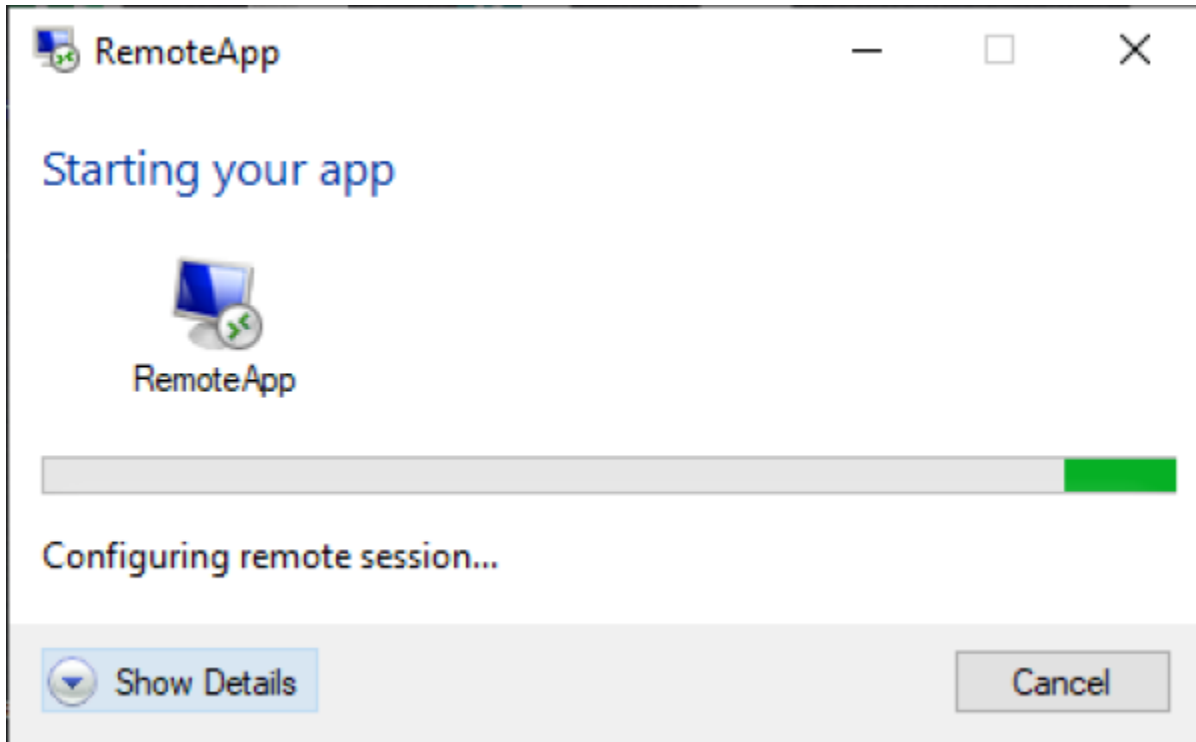 RemoteApp
Starting your app
RemoteApp
Configuring remote session...
Show Details
Cancel